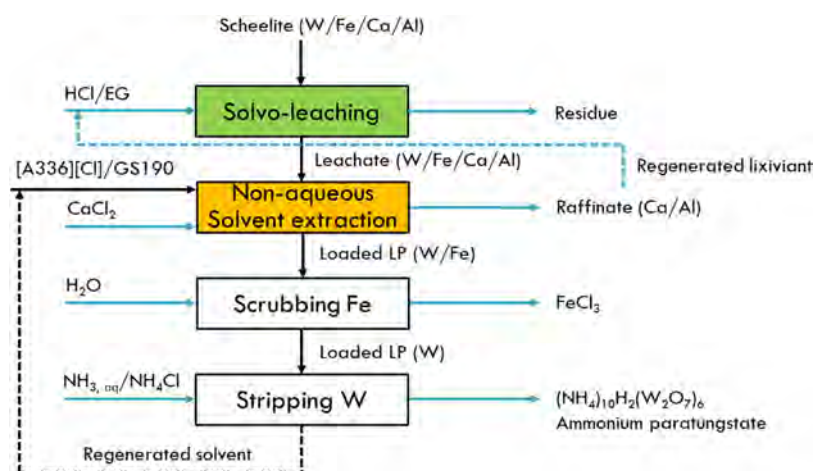 Scheelite (W/Fe/Ca/Al)
HCl/EG
Solvo-leaching
Residue
Leachate (W/Fe/Ca/Al)
Regenerated lixiviant
[A336][Cl]/GS190
Non-aqueous
Solvent extraction
CaCl₂
Raffinate (Ca/Al)
Loaded LP (W/Fe)
H₂O
Scrubbing Fe
FeCl₃
Loaded LP (W)
NH₃, aq/NH₄Cl
Stripping W
(NH₄)₁₀H₂(W₂O₇)₆
Ammonium paratungstate
Regenerated solvent